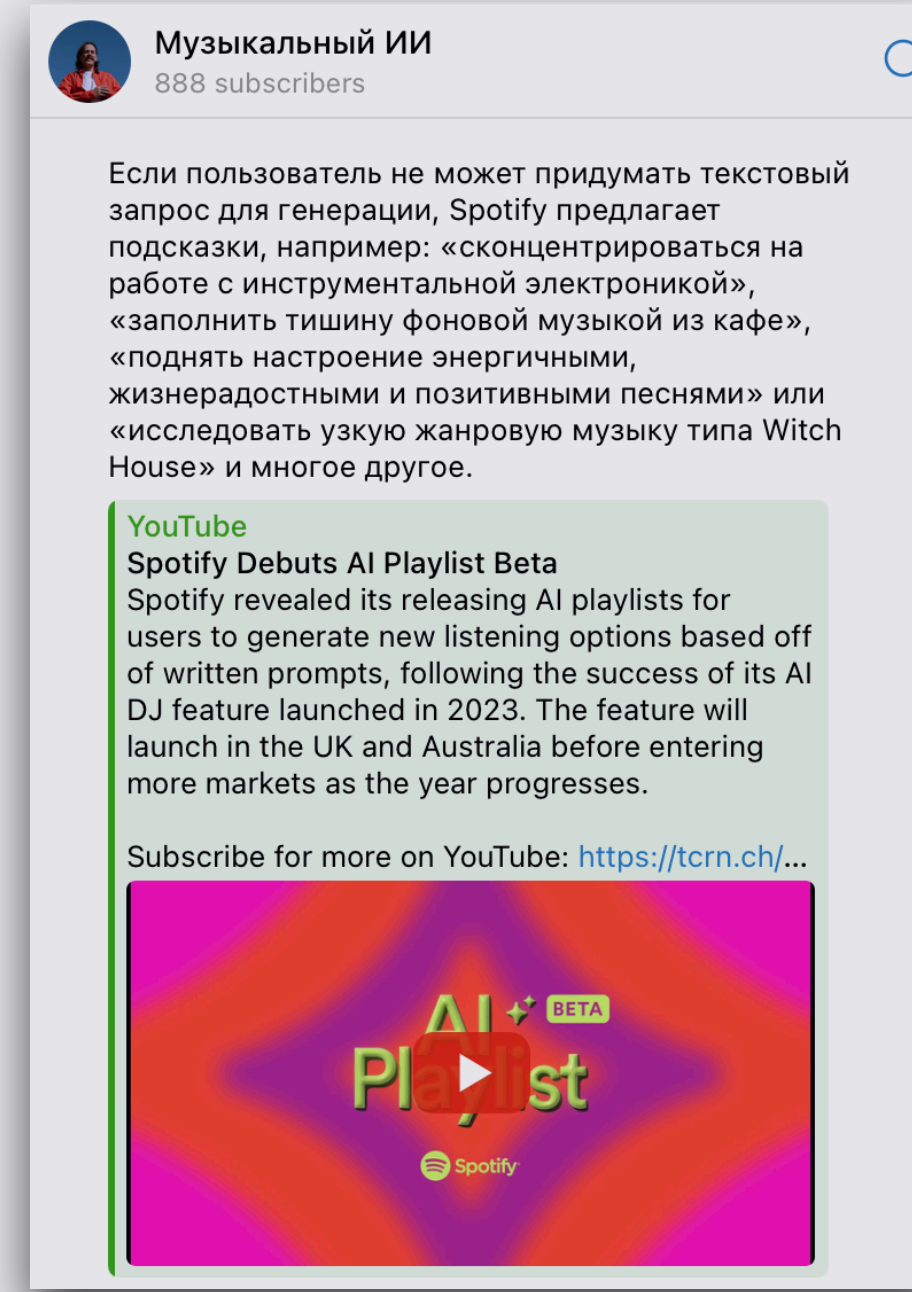 Музыкальный ИИ
888 subscribers
Если пользователь не может придумать текстовый
запрос для генерации, Spotify предлагает
подсказки, например: «сконцентрироваться на
работе с инструментальной электроникой»,
«заполнить тишину фоновой музыкой из кафе»,
«поднять настроение энергичными,
жизнерадостными и позитивными песнями» или
«исследовать узкую жанровую музыку типа Witch
House» и многое другое.
YouTube
Spotify Debuts AI Playlist Beta
Spotify revealed its releasing AI playlists for
users to generate new listening options based off
of written prompts, following the success of its AI
DJ feature launched in 2023. The feature will
launch in the UK and Australia before entering
more markets as the year progresses.
Subscribe for more on YouTube: https://tcrn.ch/...
AI BETA
Playlist
Spotify